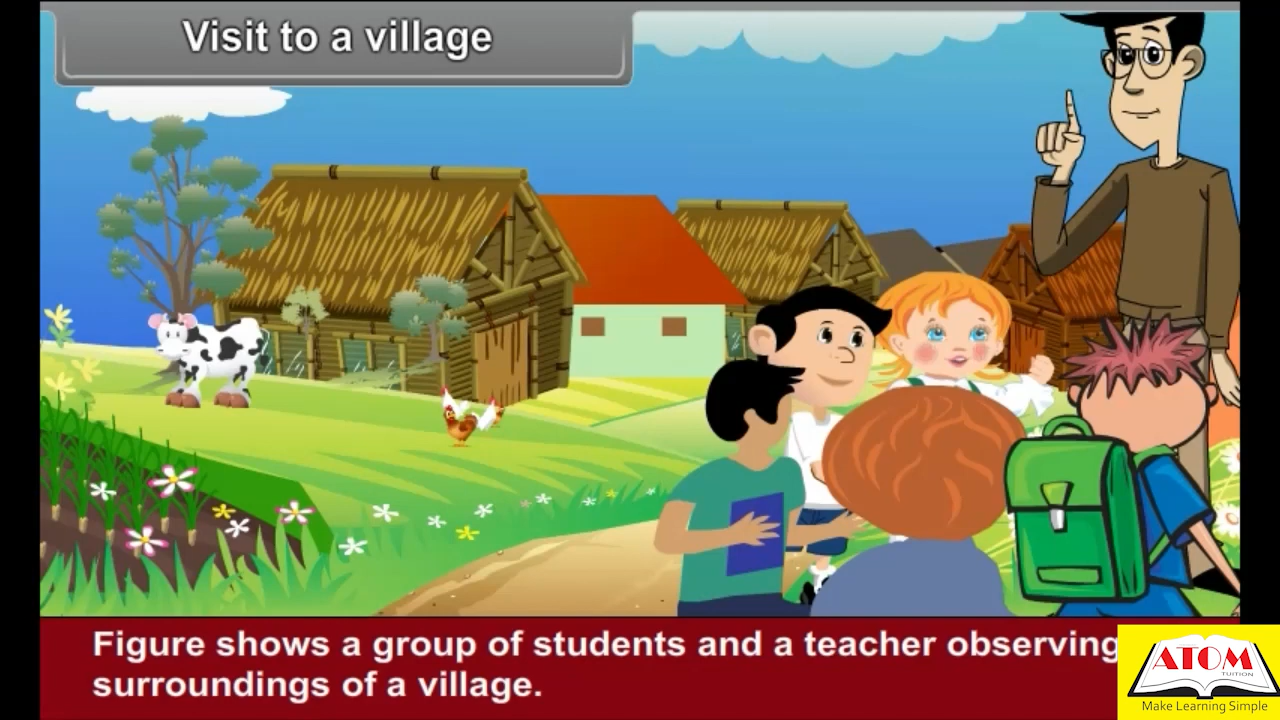 Visit to a village
Figure shows a group of students and a teacher observing
surroundings of a village.
ATOM
TUITION
Make Learning Simple